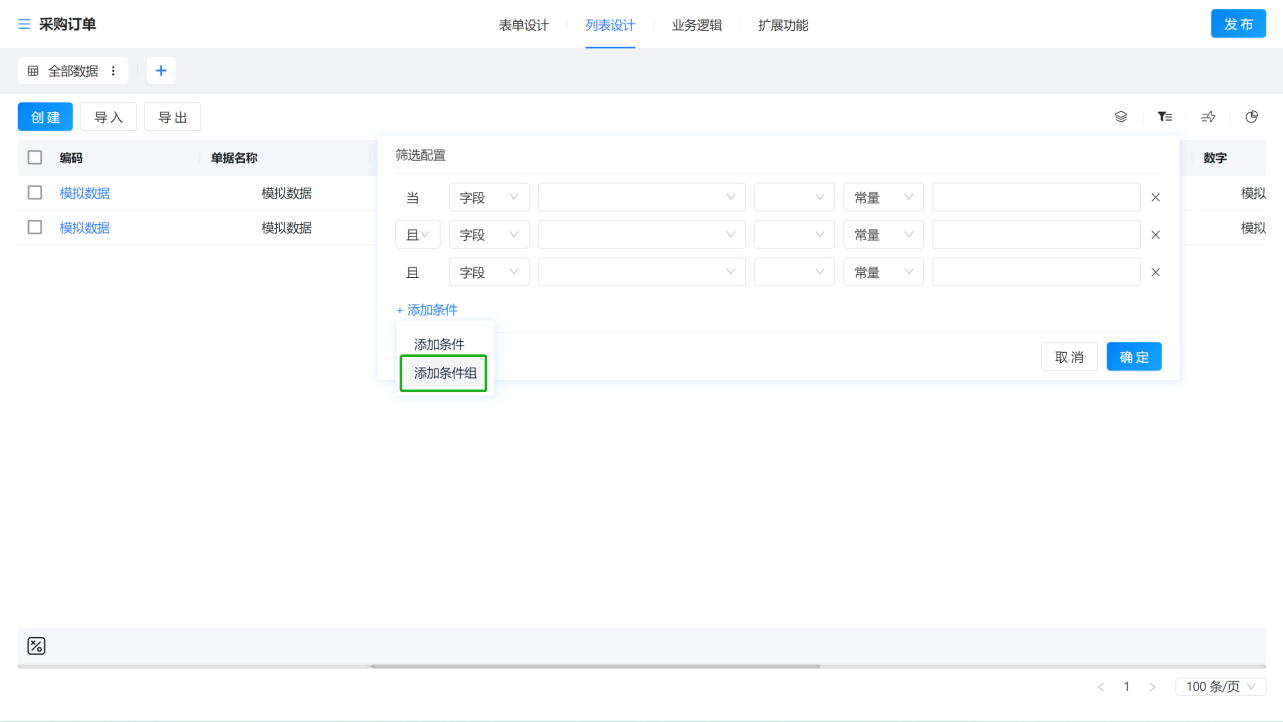 采购订单
表单设计
列表设计
业务逻辑
扩展功能
发布
全部数据
创建
导入
导出
编码
单据名称
数字
模拟数据 模拟数据 模拟
模拟数据 模拟数据 模拟
筛选配置
当 字段 常量
且 字段 常量
且 字段 常量
+ 添加条件
添加条件
添加条件组
取消
确定
1
100 条/页